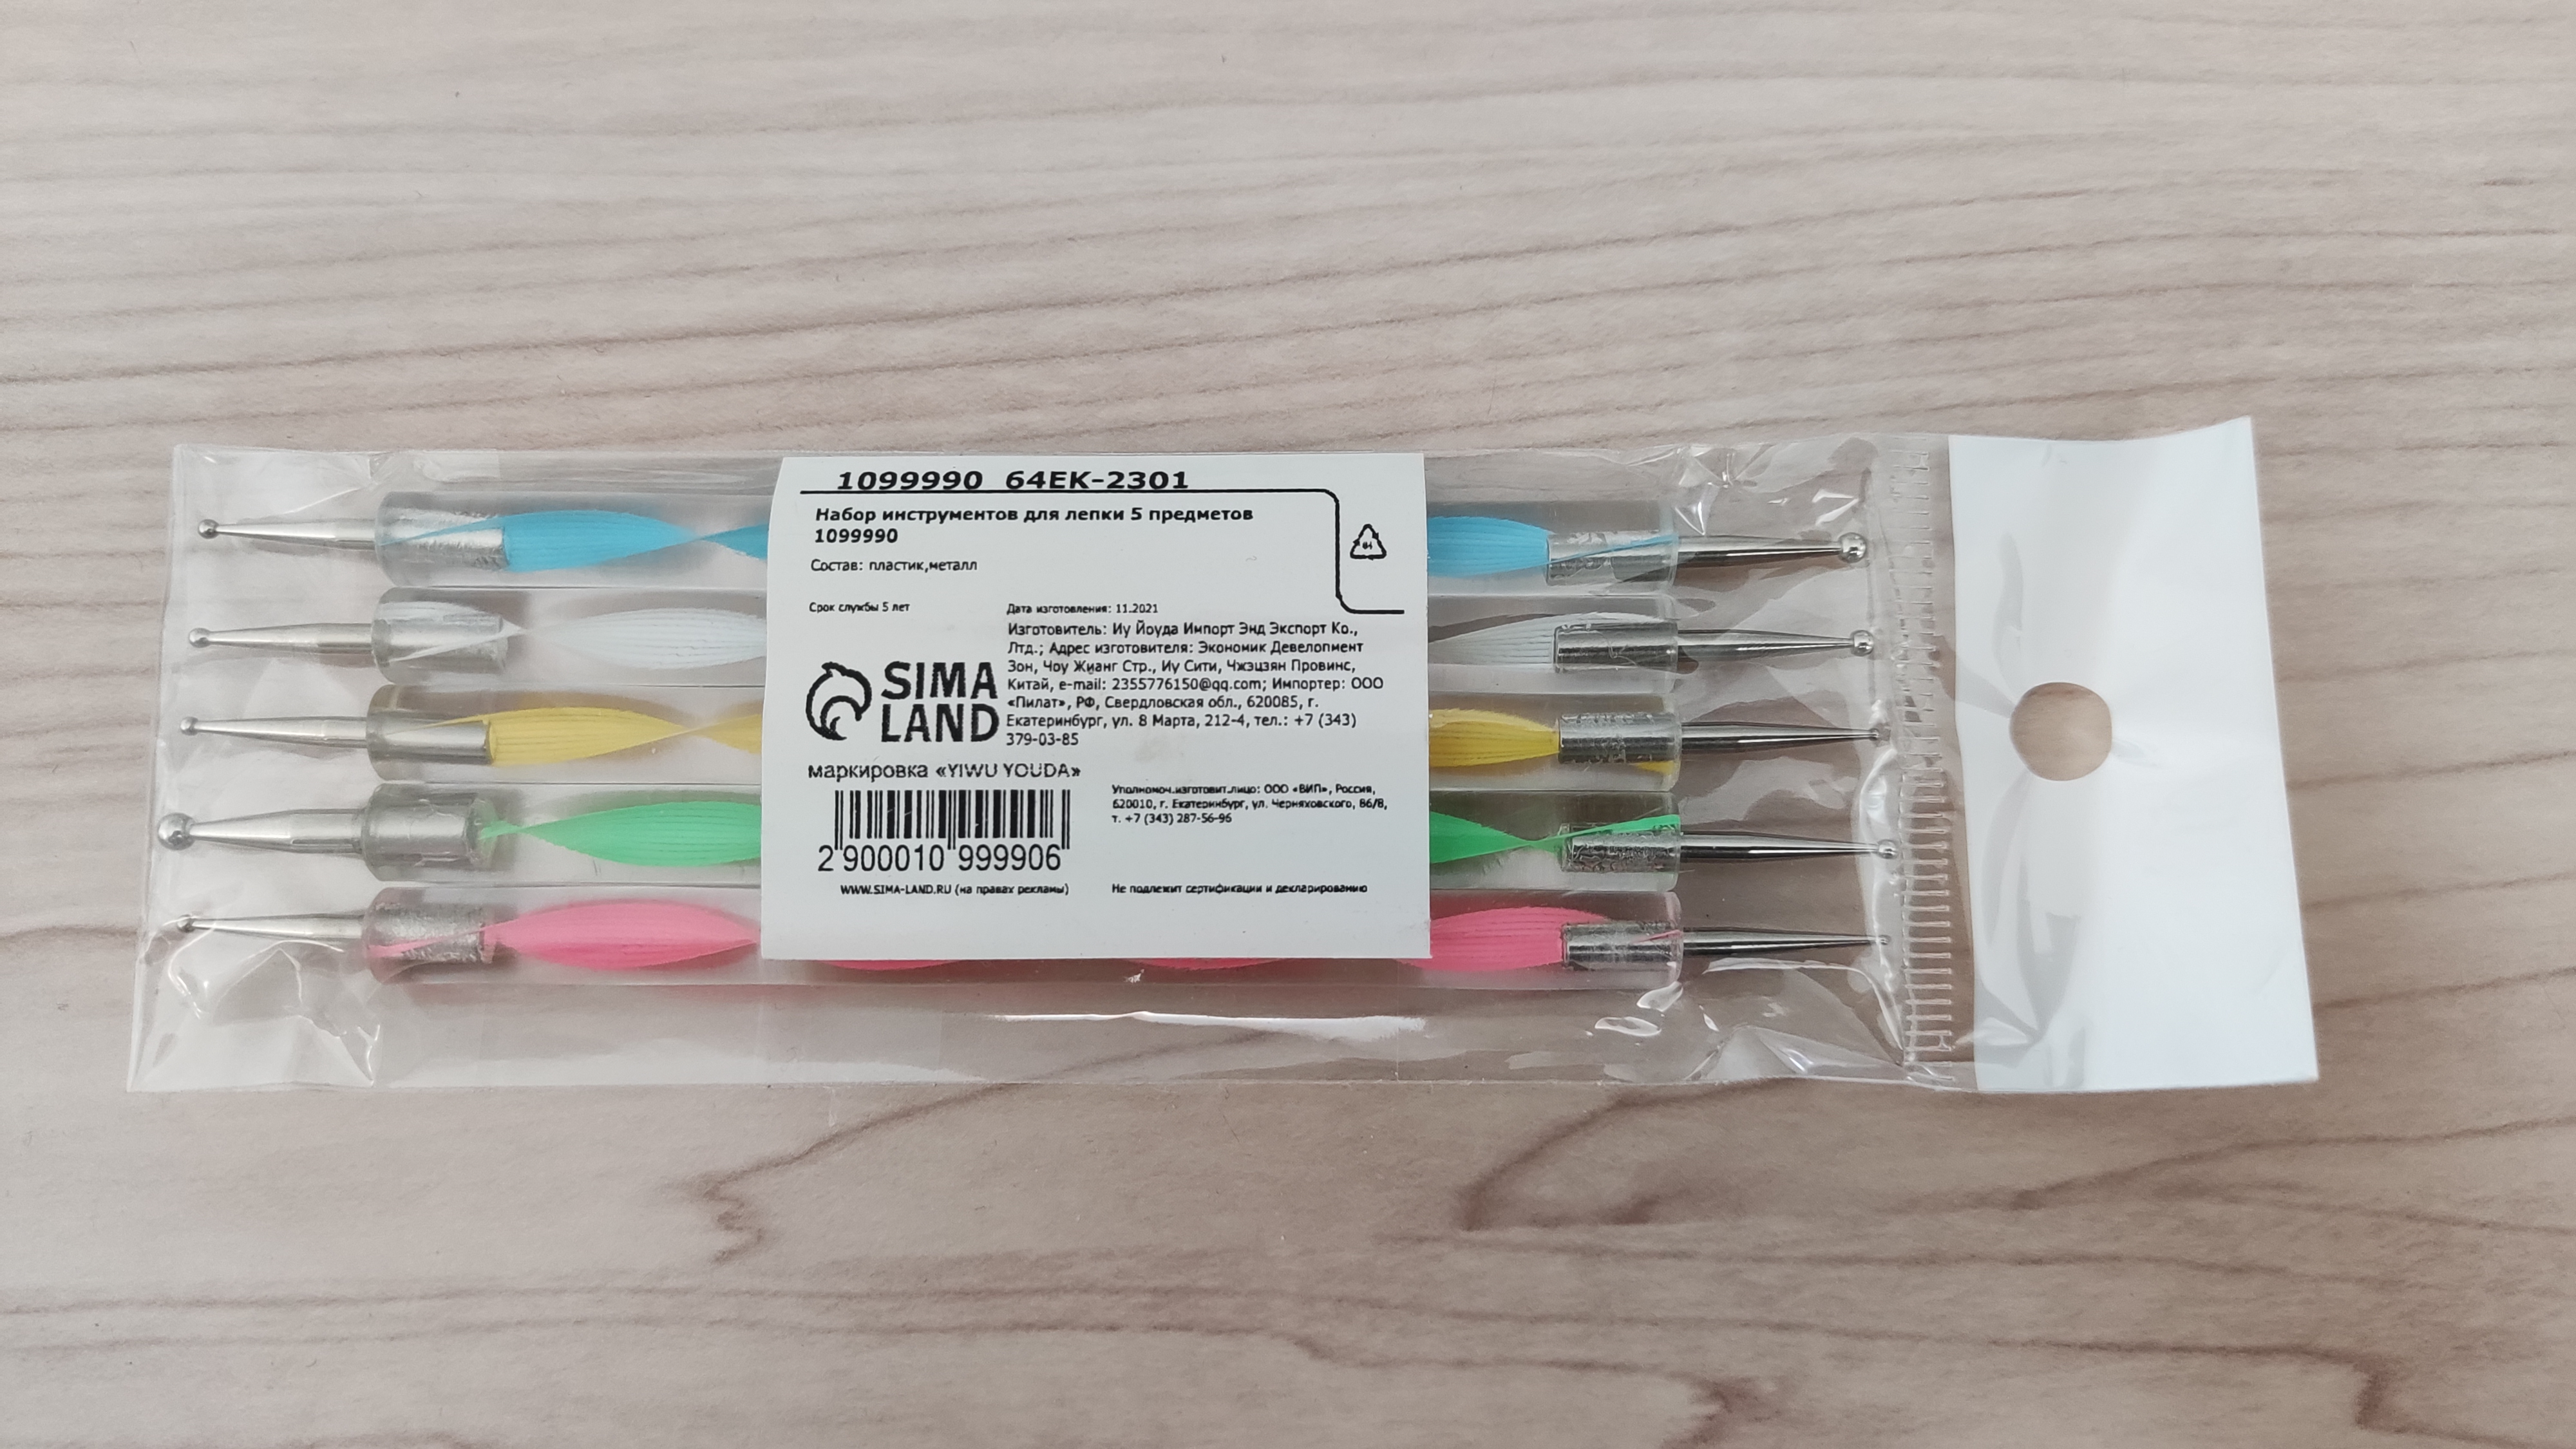 1099990 64EK-2301
Набор инструментов для лепки 5 предметов
1099990
Состав: пластик,металл
Срок службы 5 лет
Дата изготовления: 11.2021
Изготовитель: Иу Йоуда Импорт Энд Экспорт Ко.,
Лтд.; Адрес изготовителя: Экономик Девелопмент
Зон, Чоу Жианг Стр., Иу Сити, Чжэцзян Провинс,
Китай, e-mail: 2355776150@qq.com; Импортер: ООО
«Пилат», РФ, Свердловская обл., 620085, г.
Екатеринбург, ул. 8 Марта, 212-4, тел.: +7 (343)
379-03-85
SIMA
LAND
маркировка «YIWU YOUDA»
Уполномоч.изготовит.лицо: ООО «ВИП», Россия,
620010, г. Екатеринбург, ул. Черняховского, 86/8,
т. +7 (343) 287-56-96
2 900010 999906
WWW.SIMA-LAND.RU (на правах рекламы)
Не подлежит сертификации и декларированию